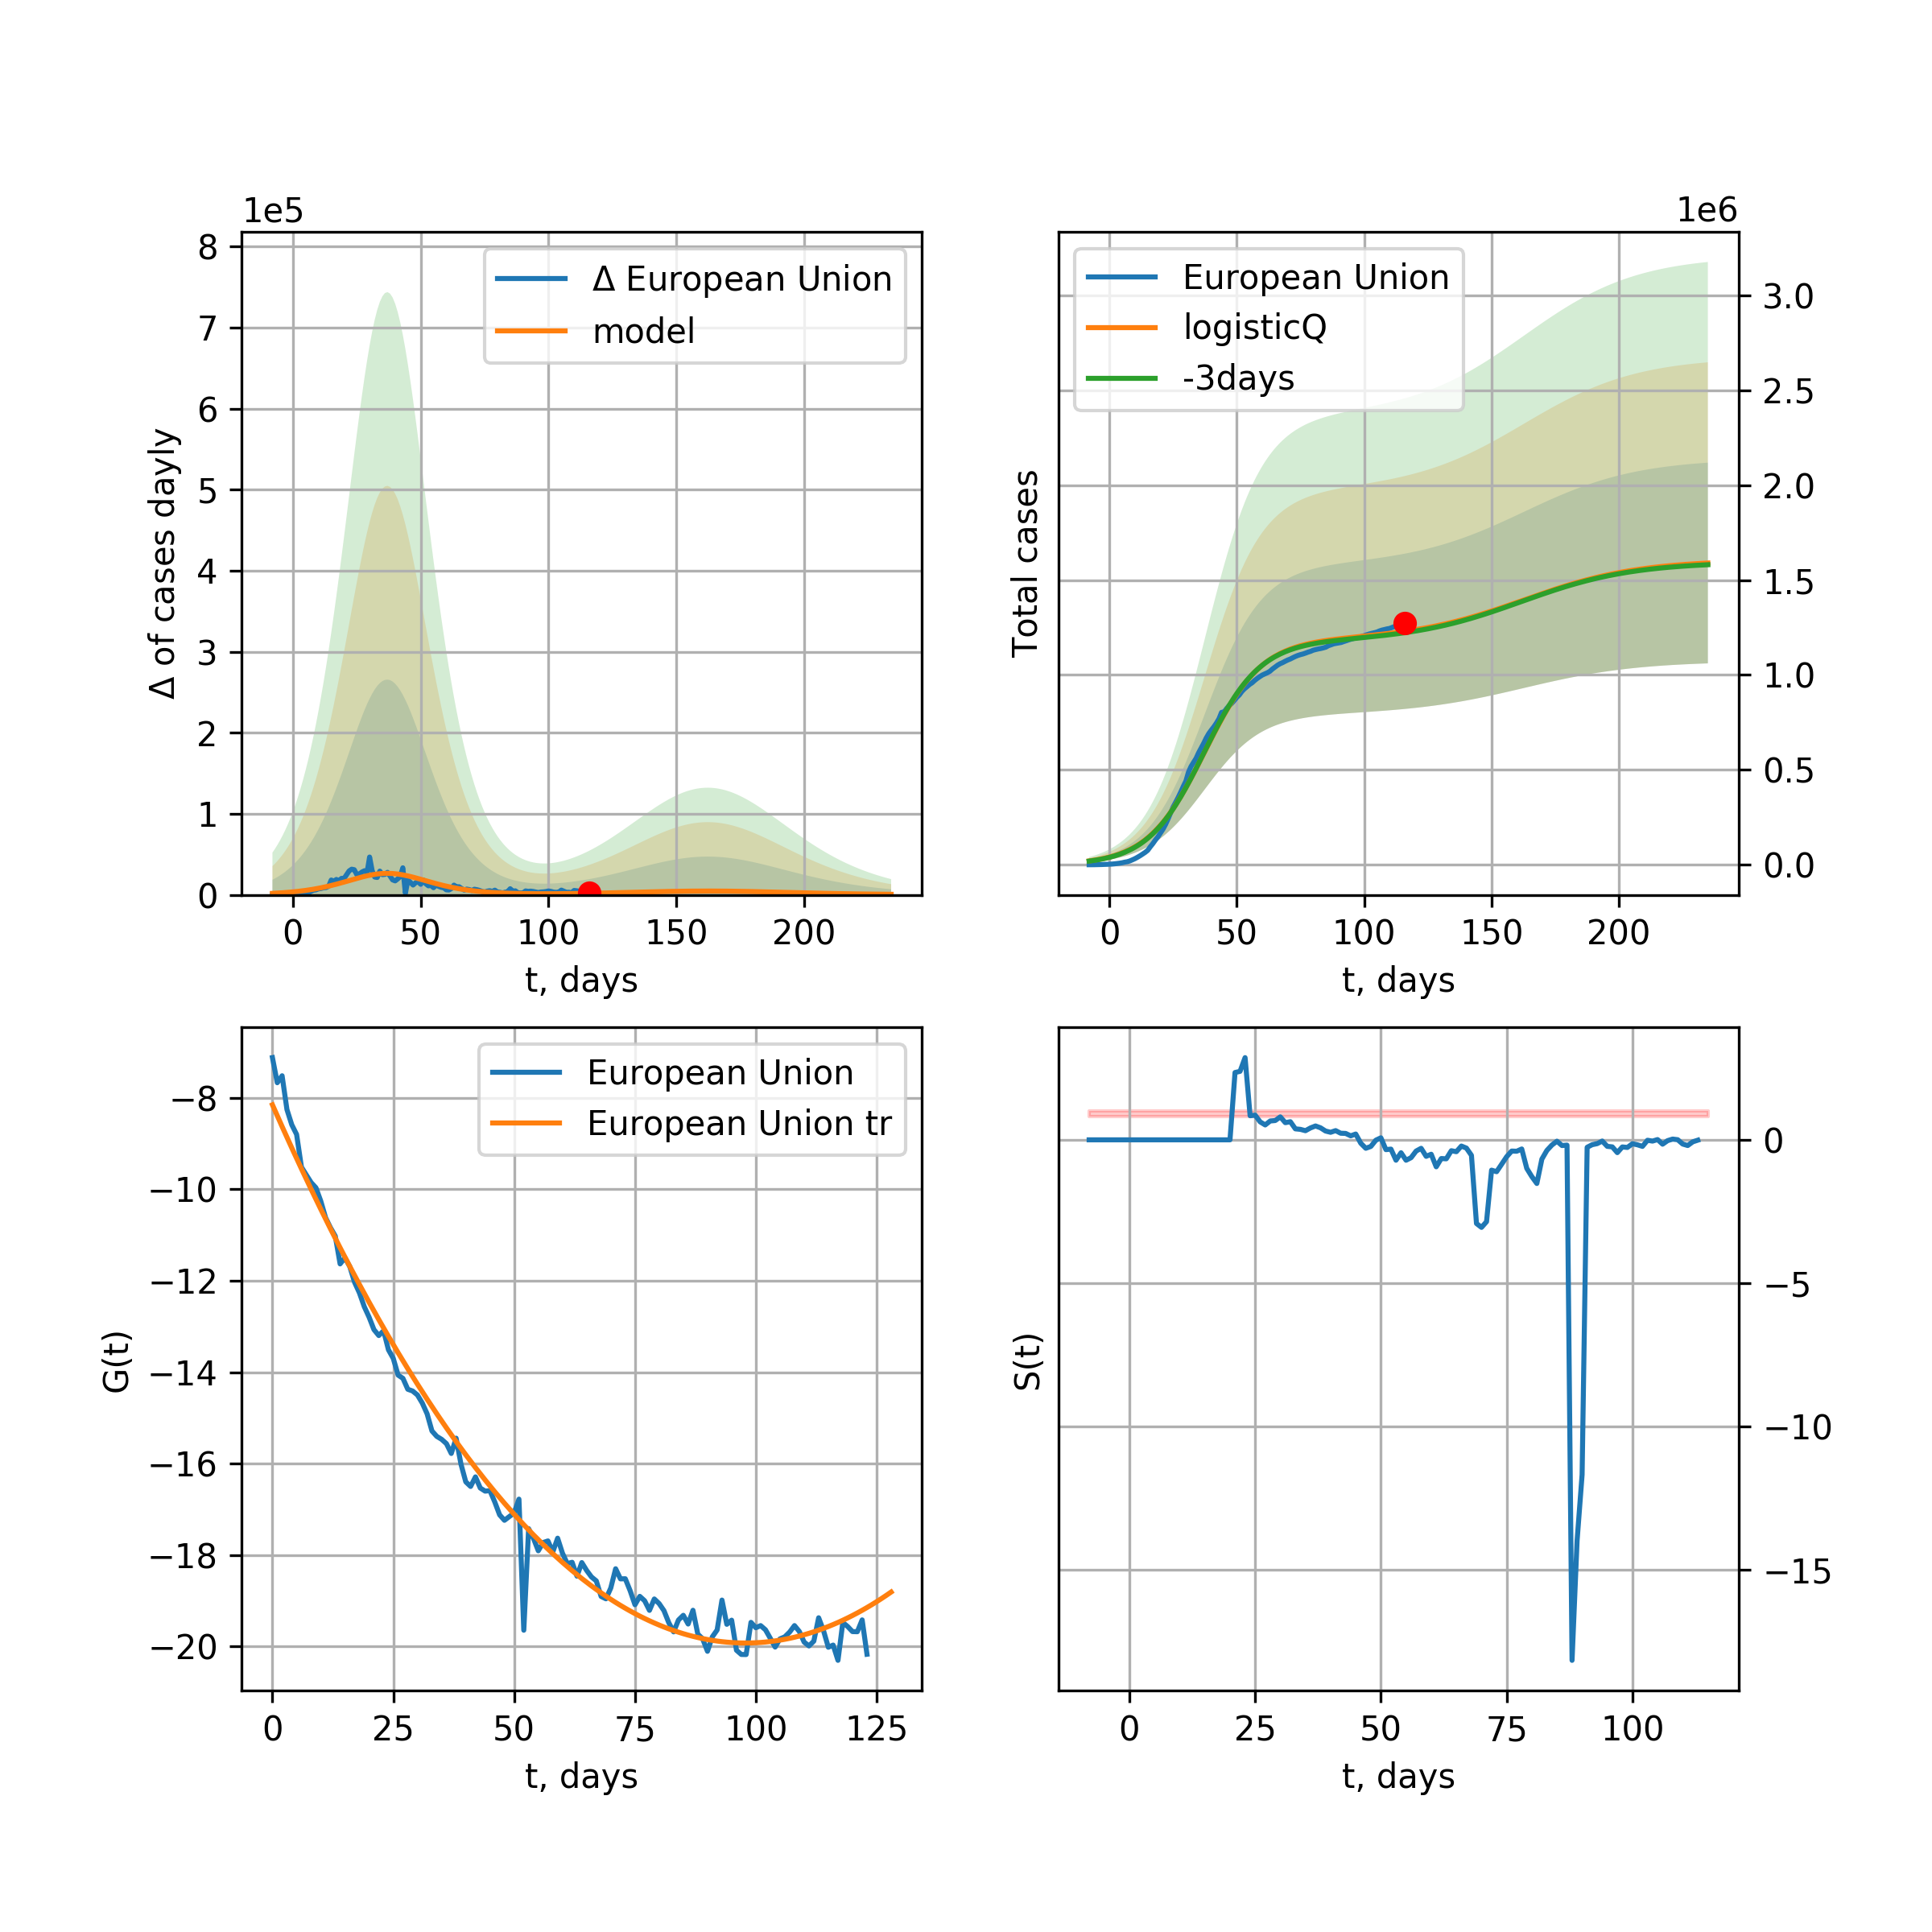 1e5
8
7
6
5
4
3
2
1
0
Δ of cases dayly
Δ European Union
model
0 50 100 150 200
t, days
1e6
European Union
logisticQ
-3days
Total cases
3.0
2.5
2.0
1.5
1.0
0.5
0.0
0 50 100 150 200
t, days
European Union
European Union tr
G(t)
−8
−10
−12
−14
−16
−18
−20
0 25 50 75 100 125
t, days
S(t)
0
−5
−10
−15
0 25 50 75 100
t, days